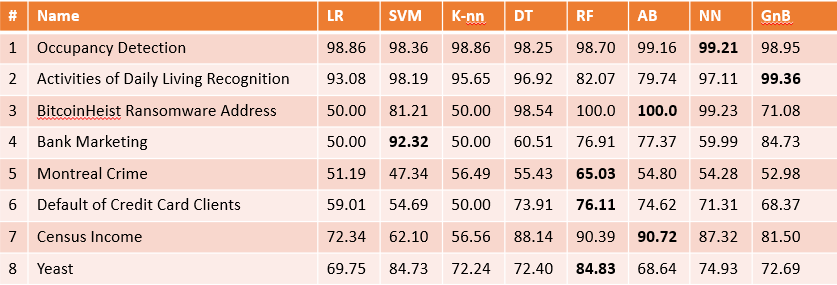 # Name LR SVM K-nn DT RF AB NN GnB
1 Occupancy Detection 98.86 98.36 98.86 98.25 98.70 99.16 99.21 98.95
2 Activities of Daily Living Recognition 93.08 98.19 95.65 96.92 82.07 79.74 97.11 99.36
3 BitcoinHeist Ransomware Address 50.00 81.21 50.00 98.54 100.0 100.0 99.23 71.08
4 Bank Marketing 50.00 92.32 50.00 60.51 76.91 77.37 59.99 84.73
5 Montreal Crime 51.19 47.34 56.49 55.43 65.03 54.80 54.28 52.98
6 Default of Credit Card Clients 59.01 54.69 50.00 73.91 76.11 74.62 71.31 68.37
7 Census Income 72.34 62.10 56.56 88.14 90.39 90.72 87.32 81.50
8 Yeast 69.75 84.73 72.24 72.40 84.83 68.64 74.93 72.69